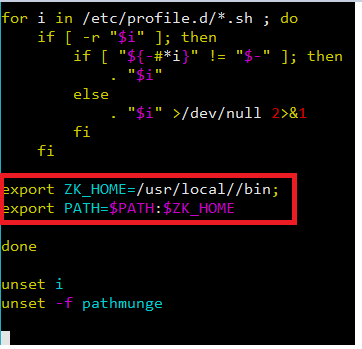 for i in /etc/profile.d/*.sh ; do
    if [ -r "$i" ]; then
        if [ "${-#*i}" != "$-" ]; then
            . "$i"
        else
            . "$i" >/dev/null 2>&1
        fi
    fi
export ZK_HOME=/usr/local//bin;
export PATH=$PATH:$ZK_HOME
done
unset i
unset -f pathmunge